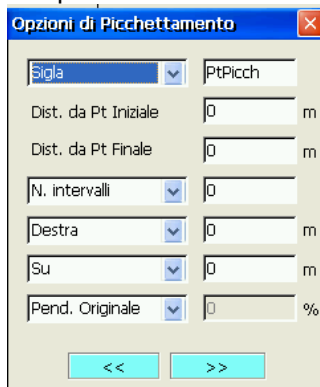 Opzioni di Picchettamento
Sigla PtPicch
Dist. da Pt Iniziale 0 m
Dist. da Pt Finale 0 m
N. intervalli 0
Destra 0 m
Su 0 m
Pend. Originale 0 %
<< >>